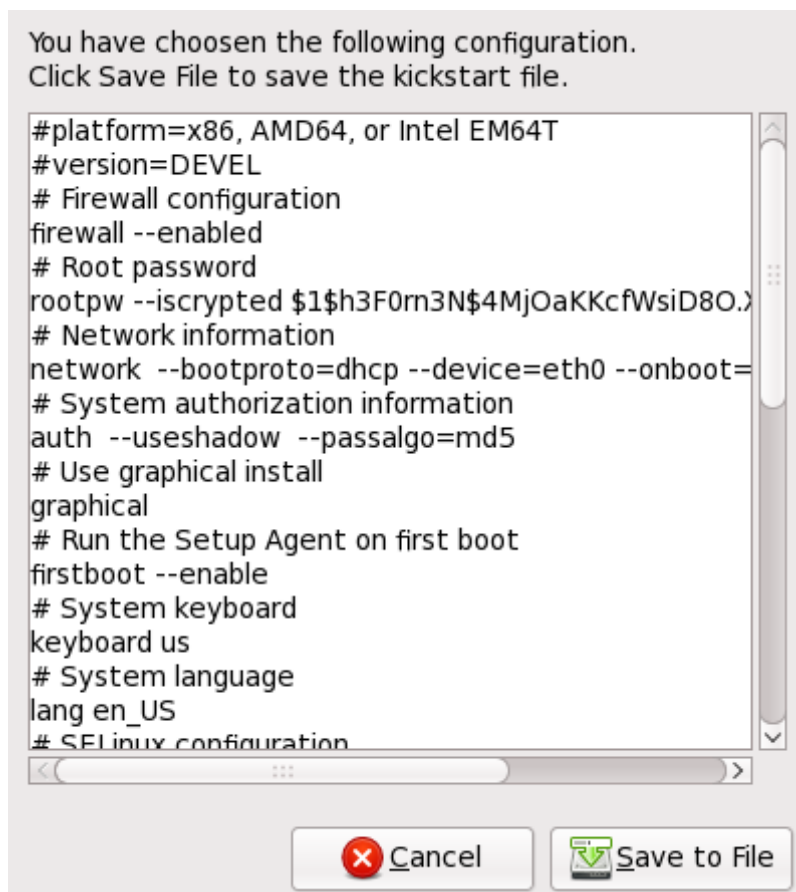 You have choosen the following configuration.
Click Save File to save the kickstart file.
#platform=x86, AMD64, or Intel EM64T
#version=DEVEL
# Firewall configuration
firewall --enabled
# Root password
rootpw --iscrypted $1$h3F0rn3N$4MjOaKKcfWsiD8O.X
# Network information
network  --bootproto=dhcp --device=eth0 --onboot=
# System authorization information
auth  --useshadow  --passalgo=md5
# Use graphical install
graphical
# Run the Setup Agent on first boot
firstboot --enable
# System keyboard
keyboard us
# System language
lang en_US
# SELinux configuration
Cancel
Save to File